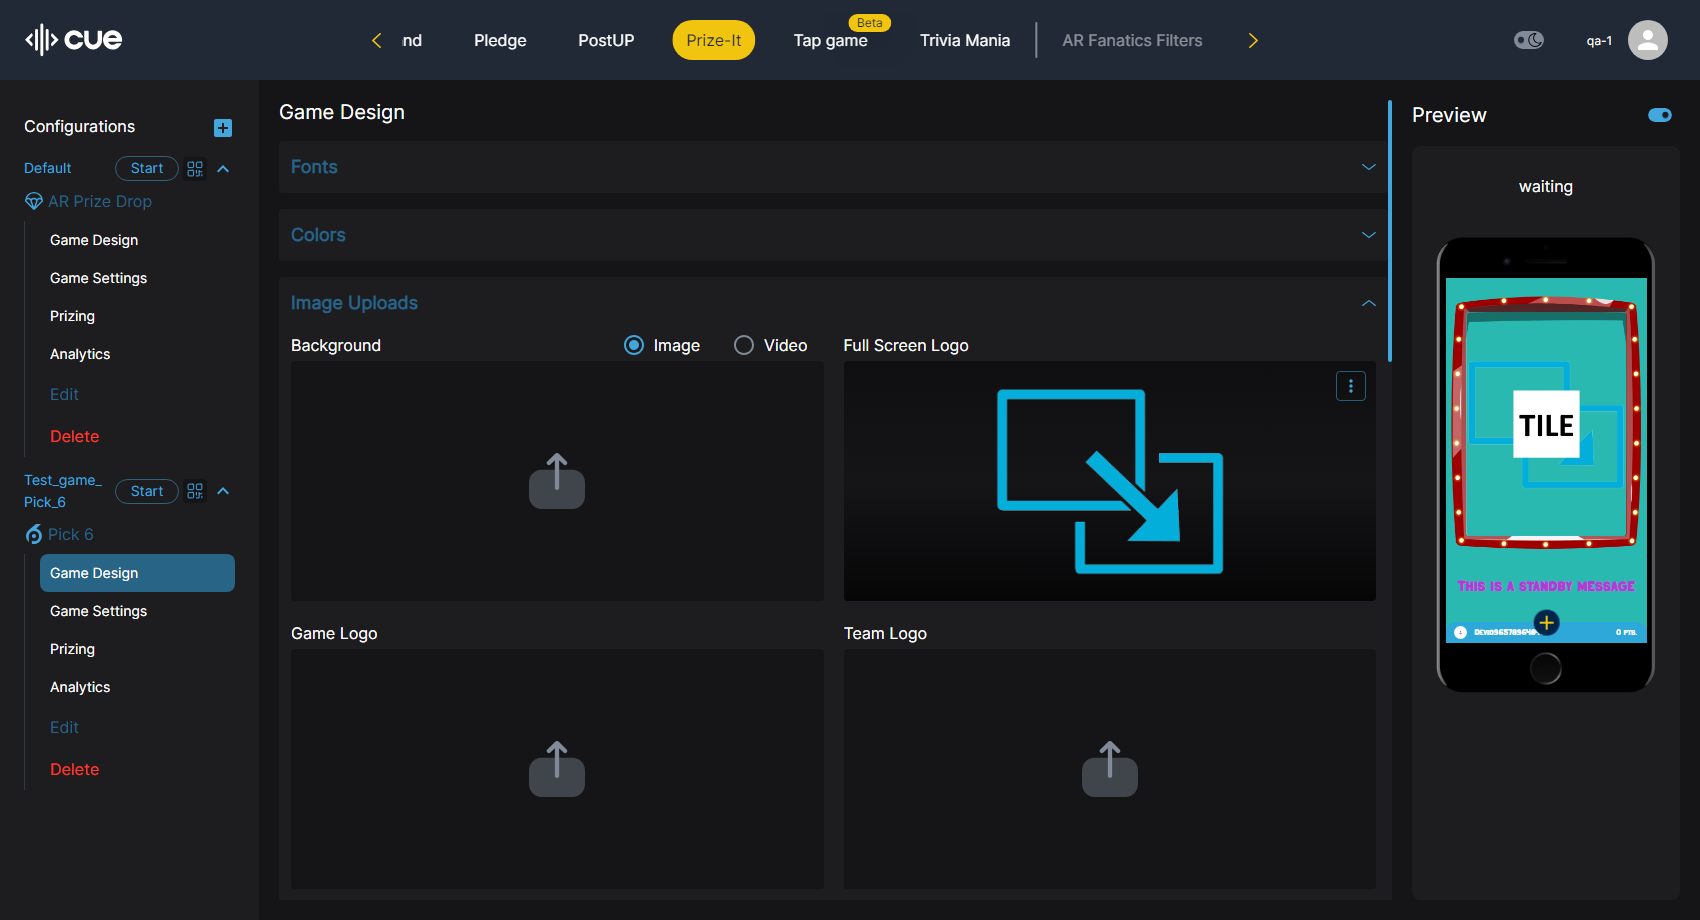 cue
nd
Pledge
PostUP
Prize-It
Beta
Tap game
Trivia Mania
AR Fanatics Filters
qa-1
Configurations
Default
Start
AR Prize Drop
Game Design
Game Settings
Prizing
Analytics
Edit
Delete
Test_game_
Pick_6
Start
Pick 6
Game Design
Game Settings
Prizing
Analytics
Edit
Delete
Game Design
Fonts
Colors
Image Uploads
Background
Image
Video
Full Screen Logo
Game Logo
Team Logo
Preview
waiting
TILE
THIS IS A STANDBY MESSAGE
0 PTS.